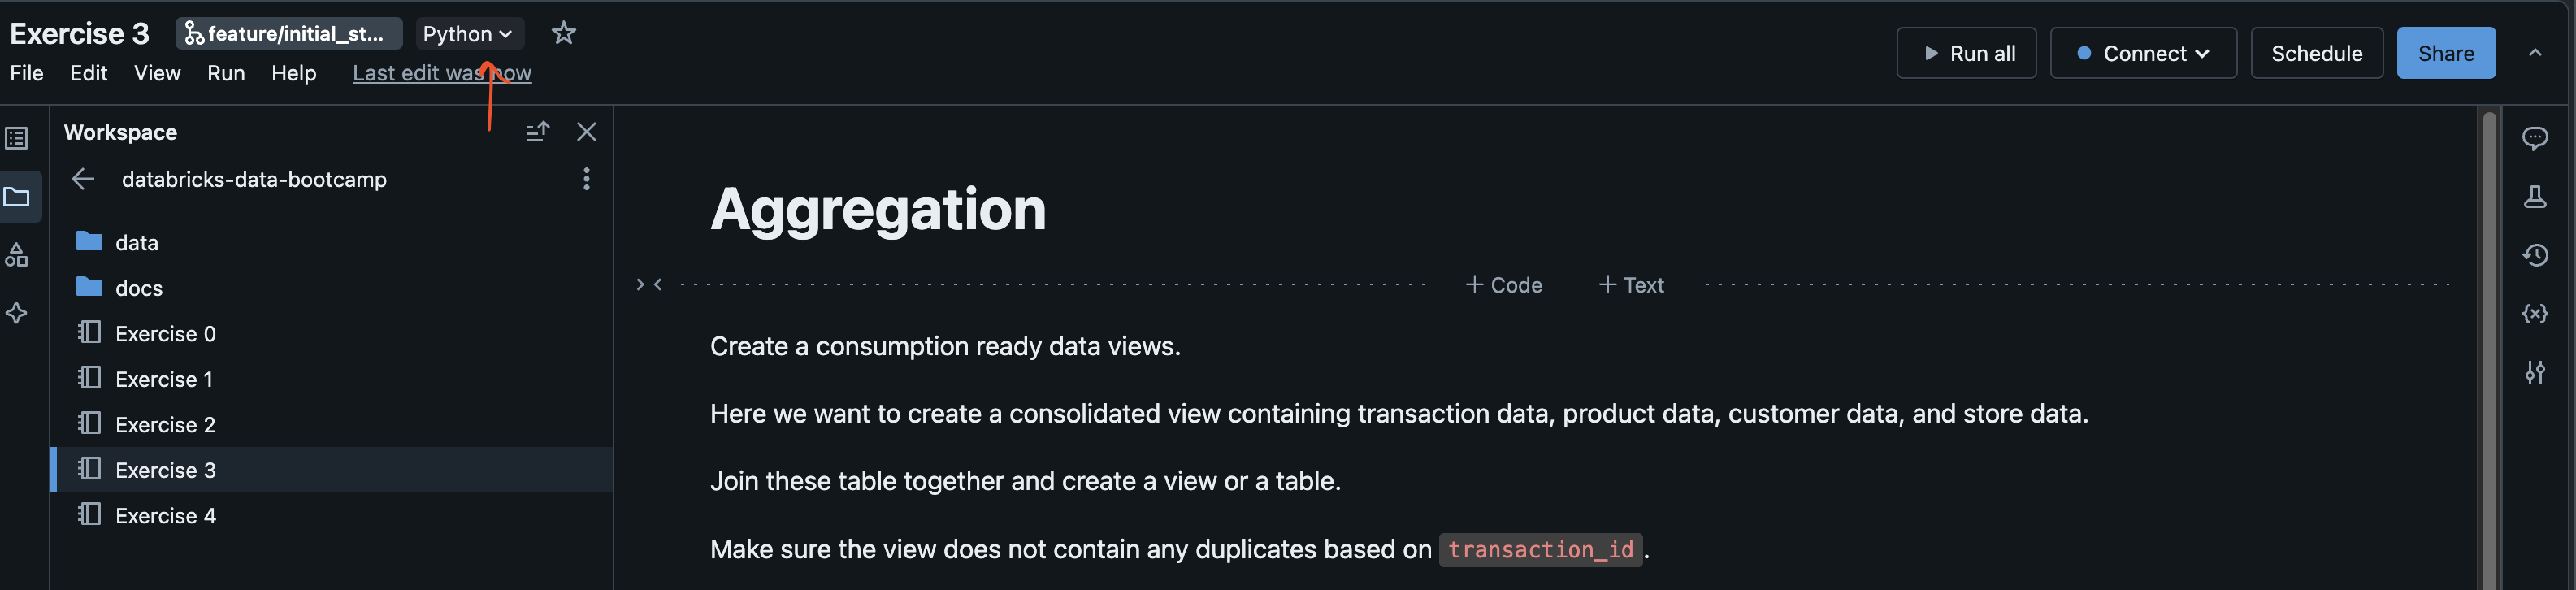 Exercise 3 feature/initial_st... Python
Run all Connect Schedule Share
File Edit View Run Help Last edit was now
Workspace
databricks-data-bootcamp
data
docs
Exercise 0
Exercise 1
Exercise 2
Exercise 3
Exercise 4
Aggregation
+ Code + Text
Create a consumption ready data views.
Here we want to create a consolidated view containing transaction data, product data, customer data, and store data.
Join these table together and create a view or a table.
Make sure the view does not contain any duplicates based on transaction_id.